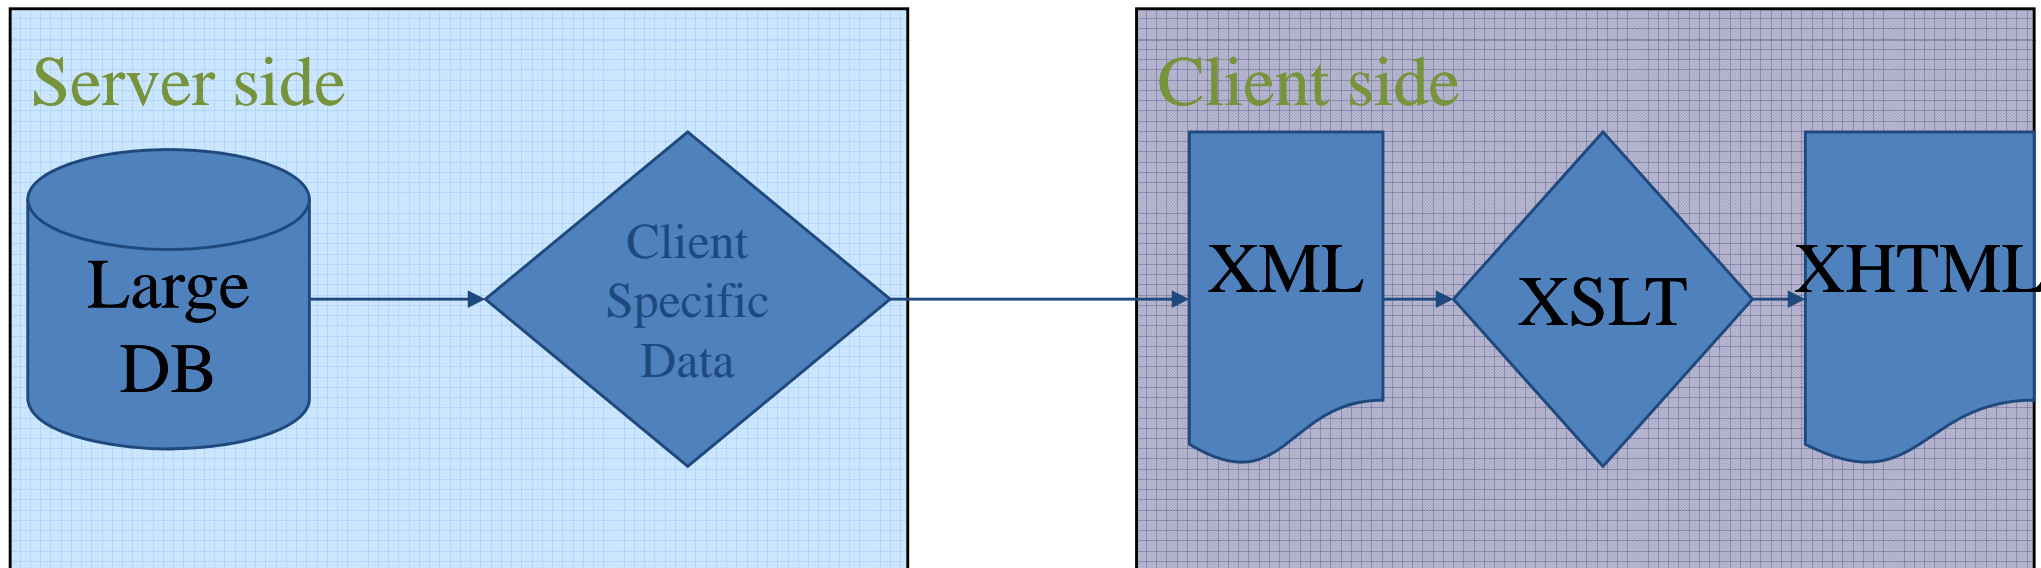 Server side
Large
DB
Client
Specific
Data
Client side
XML
XSLT
XHTML